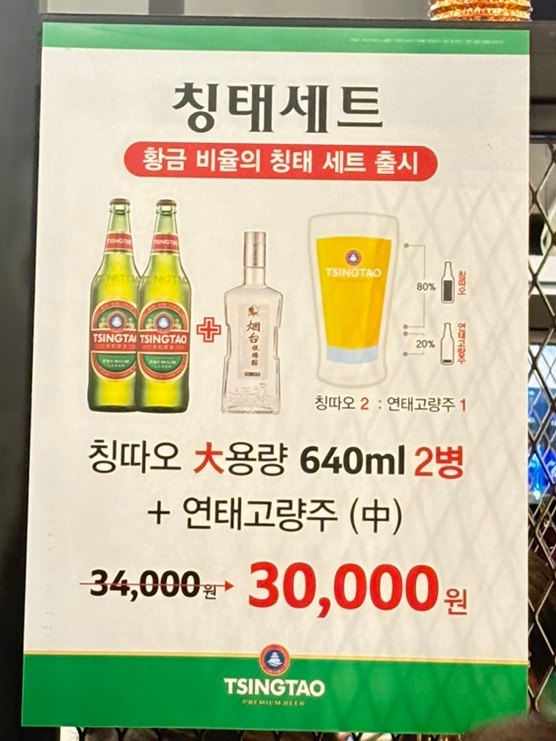 칭태세트
황금 비율의 칭태 세트 출시
TSINGTAO
TSINGTAO
TSINGTAO
TSINGTAO
烟台
TSINGTAO
80%
칭따오
20%
연태고량주
칭따오 2 : 연태고량주 1
칭따오 大용량 640ml 2병
+ 연태고량주 (中)
34,000원 → 30,000원
TSINGTAO
PREMIUM BEER